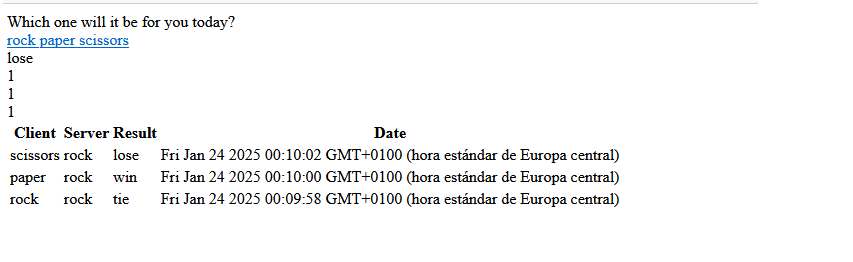 Which one will it be for you today?
rock paper scissors
lose
1
1
1
Client Server Result Date
scissors rock lose Fri Jan 24 2025 00:10:02 GMT+0100 (hora estándar de Europa central)
paper rock win Fri Jan 24 2025 00:10:00 GMT+0100 (hora estándar de Europa central)
rock rock tie Fri Jan 24 2025 00:09:58 GMT+0100 (hora estándar de Europa central)